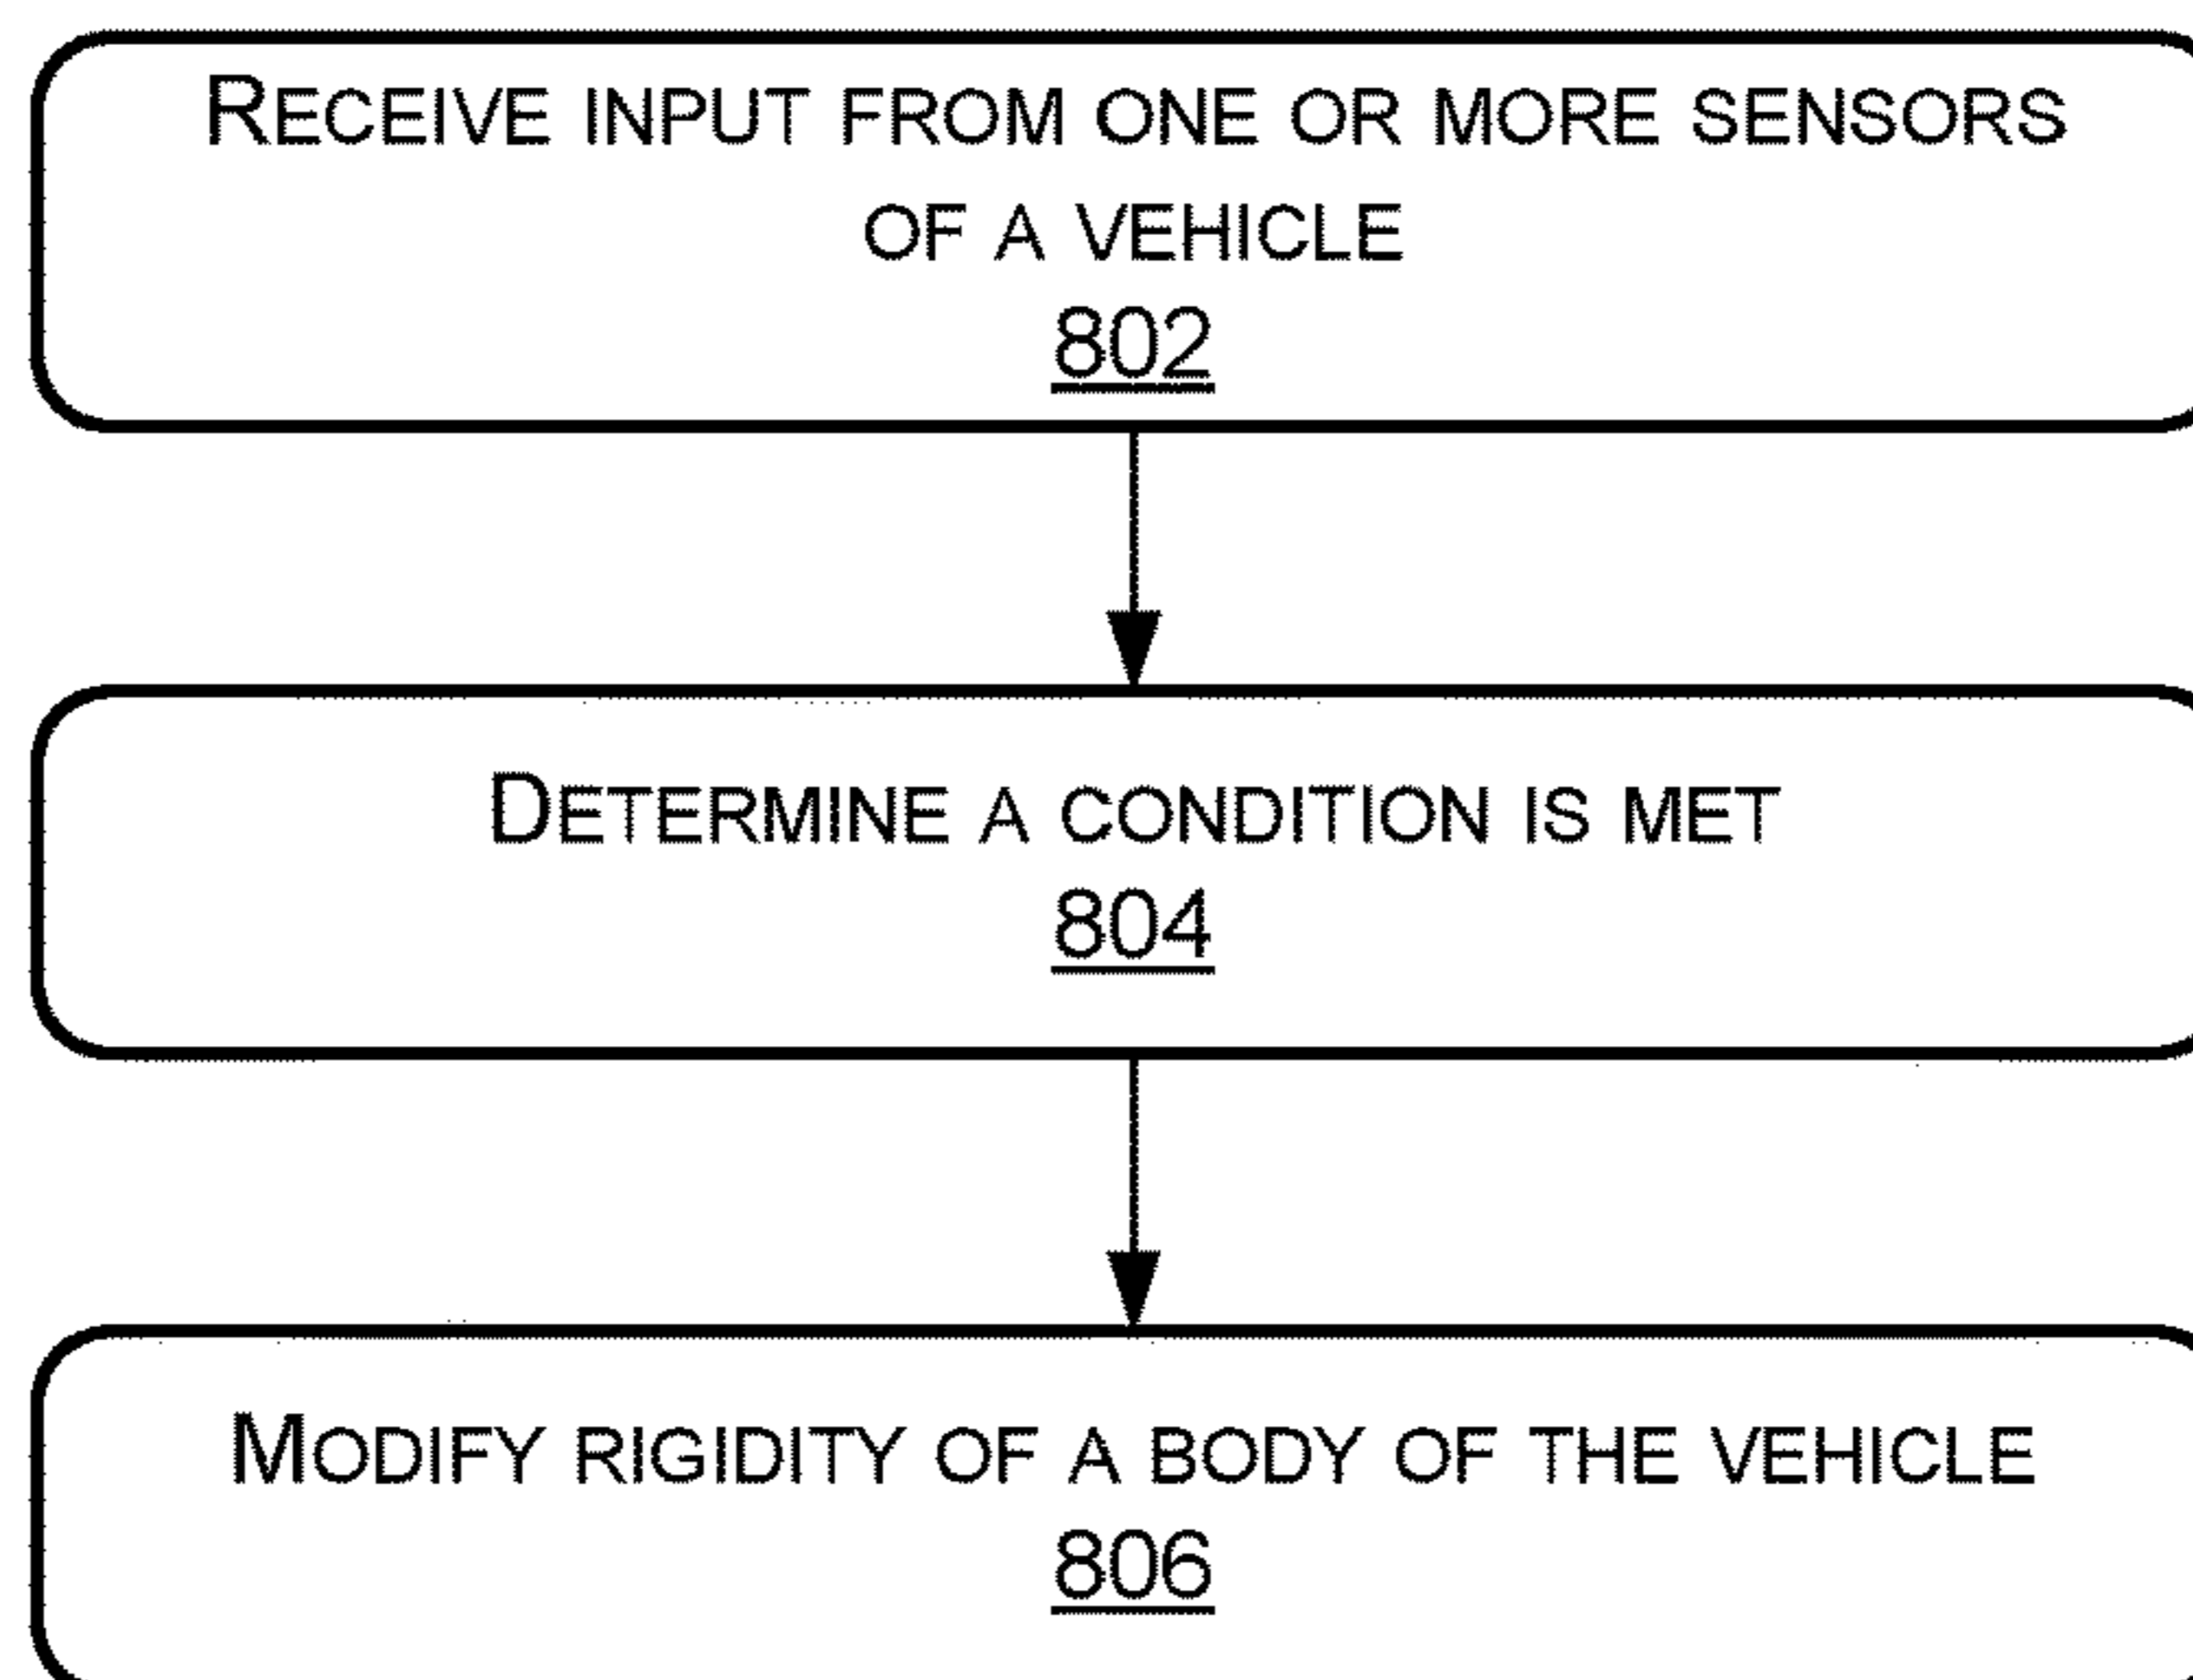 RECEIVE INPUT FROM ONE OR MORE SENSORS
OF A VEHICLE
802
DETERMINE A CONDITION IS MET
804
MODIFY RIGIDITY OF A BODY OF THE VEHICLE
806